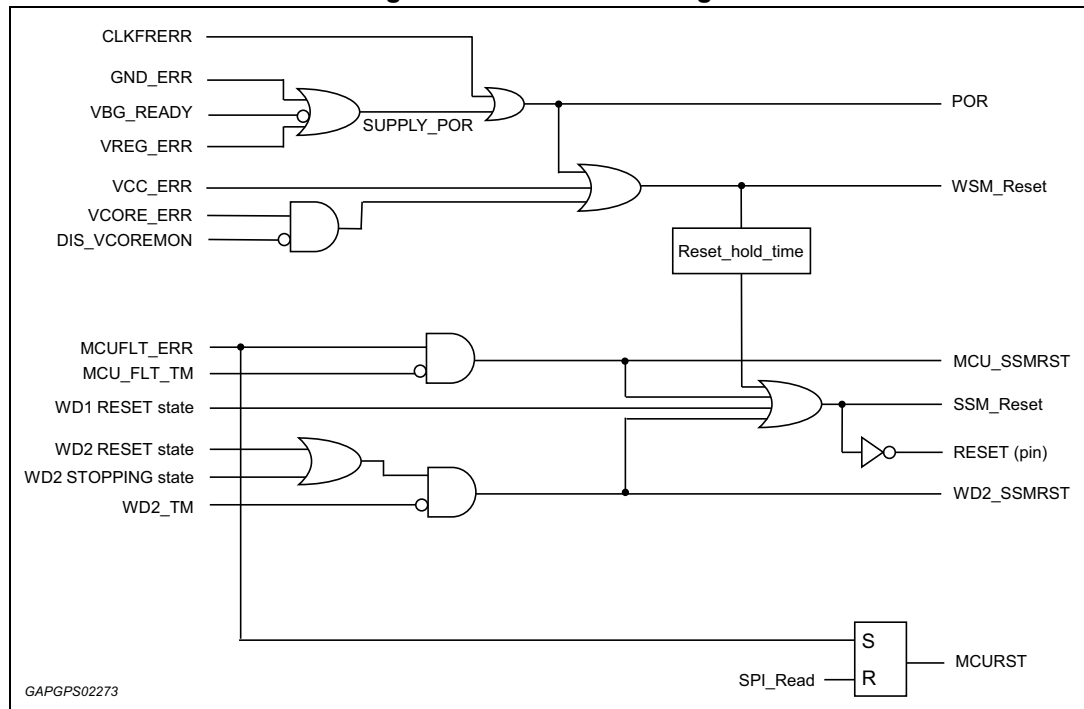 CLKFRERR
GND_ERR
VBG_READY
POR
SUPPLY_POR
VREG_ERR
VCC_ERR
WSM_Reset
VCORE_ERR
DIS_VCOREMON
Reset_hold_time
MCUFLT_ERR
MCU_SSMRST
MCU_FLT_TM
WD1 RESET state
SSM_Reset
WD2 RESET state
RESET (pin)
WD2 STOPPING state
WD2_SSMRST
WD2_TM
S
MCURST
SPI_Read
R
GAPGPS02273